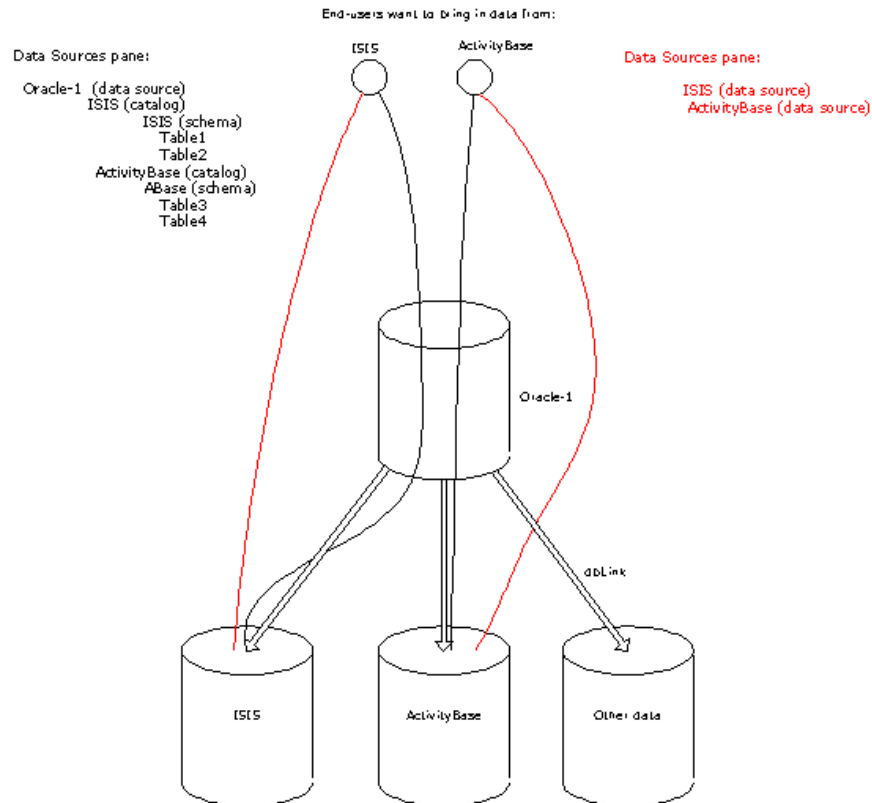 End-users want to bring in data from:
ISIS
ActivityBase
Data Sources pane:
Oracle-1 (data source)
ISIS (catalog)
ISIS (schema)
Table1
Table2
ActivityBase (catalog)
ABase (schema)
Table3
Table4
Data Sources pane:
ISIS (data source)
ActivityBase (data source)
Oracle-1
dbLink
ISIS
ActivityBase
Other data